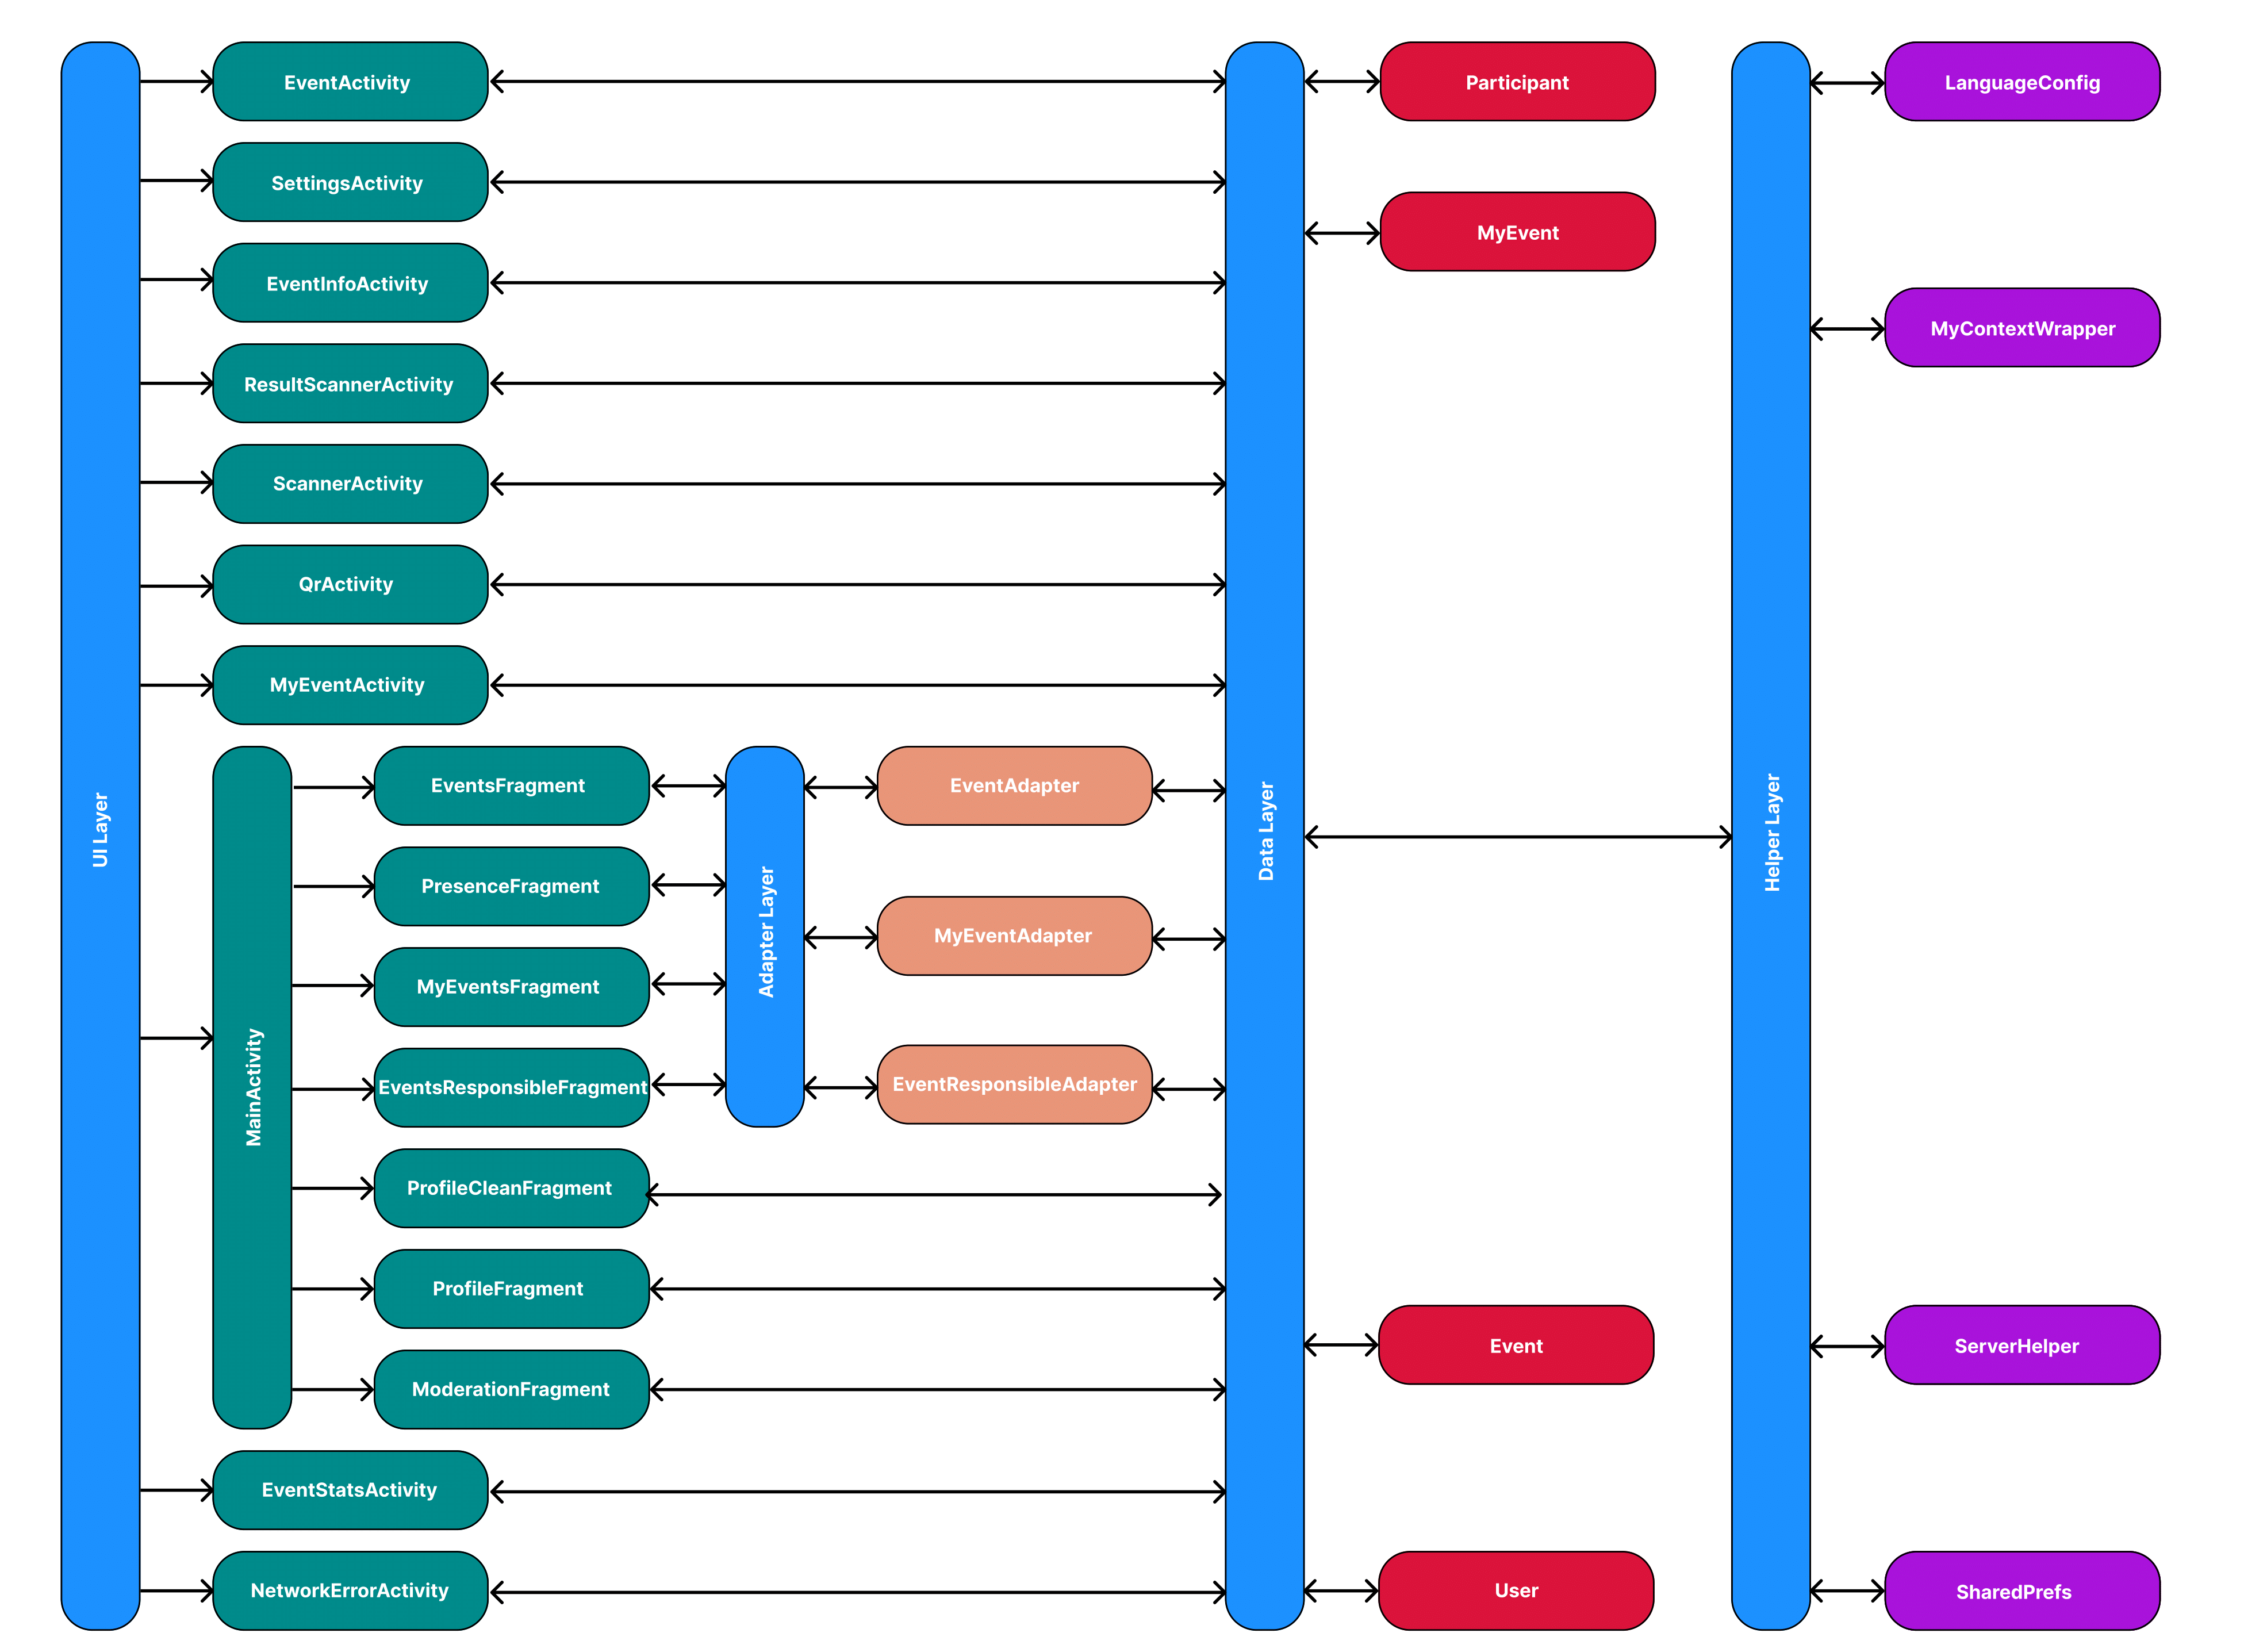 UI Layer
EventActivity
SettingsActivity
EventInfoActivity
ResultScannerActivity
ScannerActivity
QrActivity
MyEventActivity
MainActivity
EventsFragment
PresenceFragment
MyEventsFragment
EventsResponsibleFragment
ProfileCleanFragment
ProfileFragment
ModerationFragment
EventStatsActivity
NetworkErrorActivity
Adapter Layer
EventAdapter
MyEventAdapter
EventResponsibleAdapter
Data Layer
Participant
MyEvent
Event
User
Helper Layer
LanguageConfig
MyContextWrapper
ServerHelper
SharedPrefs